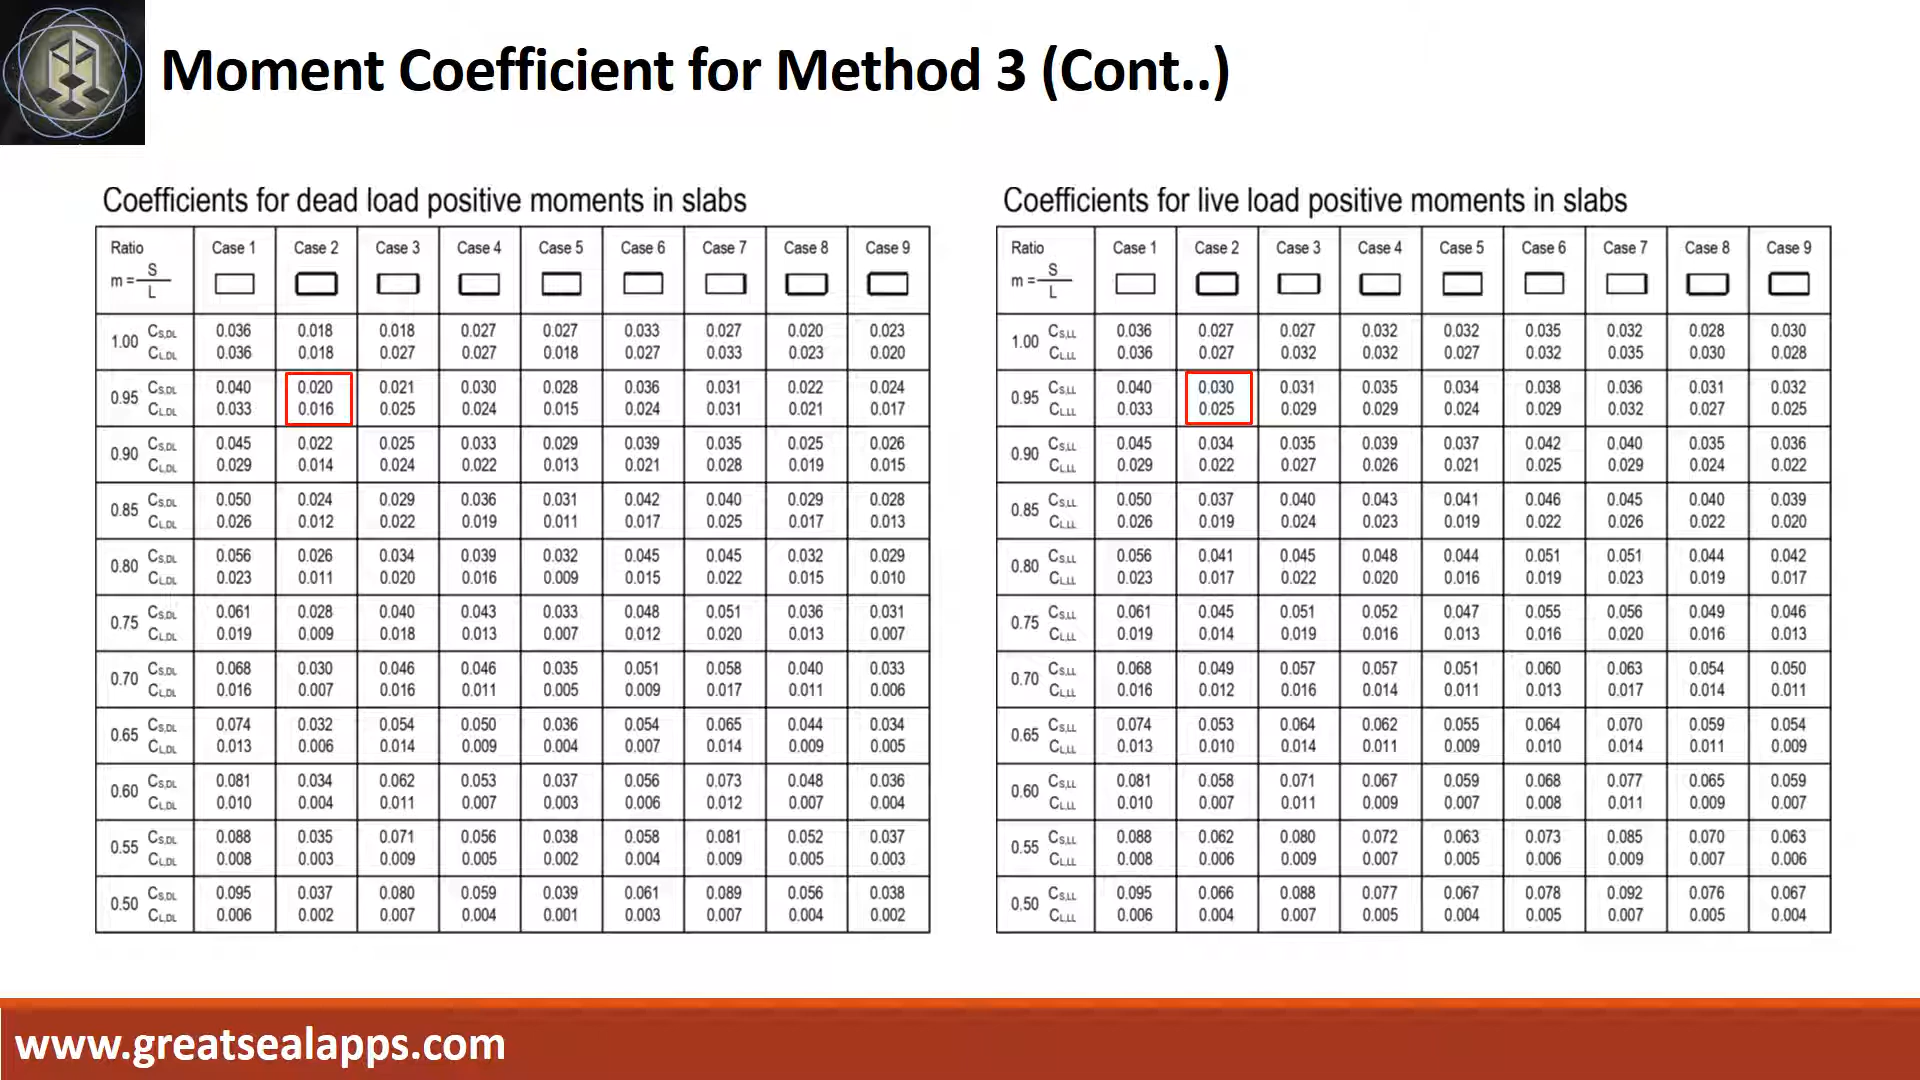 Moment Coefficient for Method 3 (Cont..)
Coefficients for dead load positive moments in slabs
Ratio m = S/L Case 1 Case 2 Case 3 Case 4 Case 5 Case 6 Case 7 Case 8 Case 9
1.00 CS,DL 0.036 0.018 0.018 0.027 0.027 0.033 0.027 0.020 0.023
CL,DL 0.036 0.018 0.027 0.027 0.018 0.027 0.033 0.023 0.020
0.95 CS,DL 0.040 0.020 0.021 0.030 0.028 0.036 0.031 0.022 0.024
CL,DL 0.033 0.016 0.025 0.024 0.015 0.024 0.031 0.021 0.017
0.90 CS,DL 0.045 0.022 0.025 0.033 0.029 0.039 0.035 0.025 0.026
CL,DL 0.029 0.014 0.024 0.022 0.013 0.021 0.028 0.019 0.015
0.85 CS,DL 0.050 0.024 0.029 0.036 0.031 0.042 0.040 0.029 0.028
CL,DL 0.026 0.012 0.022 0.019 0.011 0.017 0.025 0.017 0.013
0.80 CS,DL 0.056 0.026 0.034 0.039 0.032 0.045 0.045 0.032 0.029
CL,DL 0.023 0.011 0.020 0.016 0.009 0.015 0.022 0.015 0.010
0.75 CS,DL 0.061 0.028 0.040 0.043 0.033 0.048 0.051 0.036 0.031
CL,DL 0.019 0.009 0.018 0.013 0.007 0.012 0.020 0.013 0.007
0.70 CS,DL 0.068 0.030 0.046 0.046 0.035 0.051 0.058 0.040 0.033
CL,DL 0.016 0.007 0.016 0.011 0.005 0.009 0.017 0.011 0.006
0.65 CS,DL 0.074 0.032 0.054 0.050 0.036 0.054 0.065 0.044 0.034
CL,DL 0.013 0.006 0.014 0.009 0.004 0.007 0.014 0.009 0.005
0.60 CS,DL 0.081 0.034 0.062 0.053 0.037 0.056 0.073 0.048 0.036
CL,DL 0.010 0.004 0.011 0.007 0.003 0.006 0.012 0.007 0.004
0.55 CS,DL 0.088 0.035 0.071 0.056 0.038 0.058 0.081 0.052 0.037
CL,DL 0.008 0.003 0.009 0.005 0.002 0.004 0.009 0.005 0.003
0.50 CS,DL 0.095 0.037 0.080 0.059 0.039 0.061 0.089 0.056 0.038
CL,DL 0.006 0.002 0.007 0.004 0.001 0.003 0.007 0.004 0.002
Coefficients for live load positive moments in slabs
Ratio m = S/L Case 1 Case 2 Case 3 Case 4 Case 5 Case 6 Case 7 Case 8 Case 9
1.00 CS,LL 0.036 0.027 0.027 0.032 0.032 0.035 0.032 0.028 0.030
CL,LL 0.036 0.027 0.032 0.032 0.027 0.032 0.035 0.030 0.028
0.95 CS,LL 0.040 0.030 0.031 0.035 0.034 0.038 0.036 0.031 0.032
CL,LL 0.033 0.025 0.029 0.029 0.024 0.029 0.032 0.027 0.025
0.90 CS,LL 0.045 0.034 0.035 0.039 0.037 0.042 0.040 0.035 0.036
CL,LL 0.029 0.022 0.027 0.026 0.021 0.025 0.029 0.024 0.022
0.85 CS,LL 0.050 0.037 0.040 0.043 0.041 0.046 0.045 0.040 0.039
CL,LL 0.026 0.019 0.024 0.023 0.019 0.022 0.026 0.022 0.020
0.80 CS,LL 0.056 0.041 0.045 0.048 0.044 0.051 0.051 0.044 0.042
CL,LL 0.023 0.017 0.022 0.020 0.016 0.019 0.023 0.019 0.017
0.75 CS,LL 0.061 0.045 0.051 0.052 0.047 0.055 0.056 0.049 0.046
CL,LL 0.019 0.014 0.019 0.016 0.013 0.016 0.020 0.016 0.013
0.70 CS,LL 0.068 0.049 0.057 0.057 0.051 0.060 0.063 0.054 0.050
CL,LL 0.016 0.012 0.016 0.014 0.011 0.013 0.017 0.014 0.011
0.65 CS,LL 0.074 0.053 0.064 0.062 0.055 0.064 0.070 0.059 0.054
CL,LL 0.013 0.010 0.014 0.011 0.009 0.010 0.014 0.011 0.009
0.60 CS,LL 0.081 0.058 0.071 0.067 0.059 0.068 0.077 0.065 0.059
CL,LL 0.010 0.007 0.011 0.009 0.007 0.008 0.011 0.009 0.007
0.55 CS,LL 0.088 0.062 0.080 0.072 0.063 0.073 0.085 0.070 0.063
CL,LL 0.008 0.006 0.009 0.007 0.005 0.006 0.009 0.007 0.006
0.50 CS,LL 0.095 0.066 0.088 0.077 0.067 0.078 0.092 0.076 0.067
CL,LL 0.006 0.004 0.007 0.005 0.004 0.005 0.007 0.005 0.004
www.greatsealapps.com